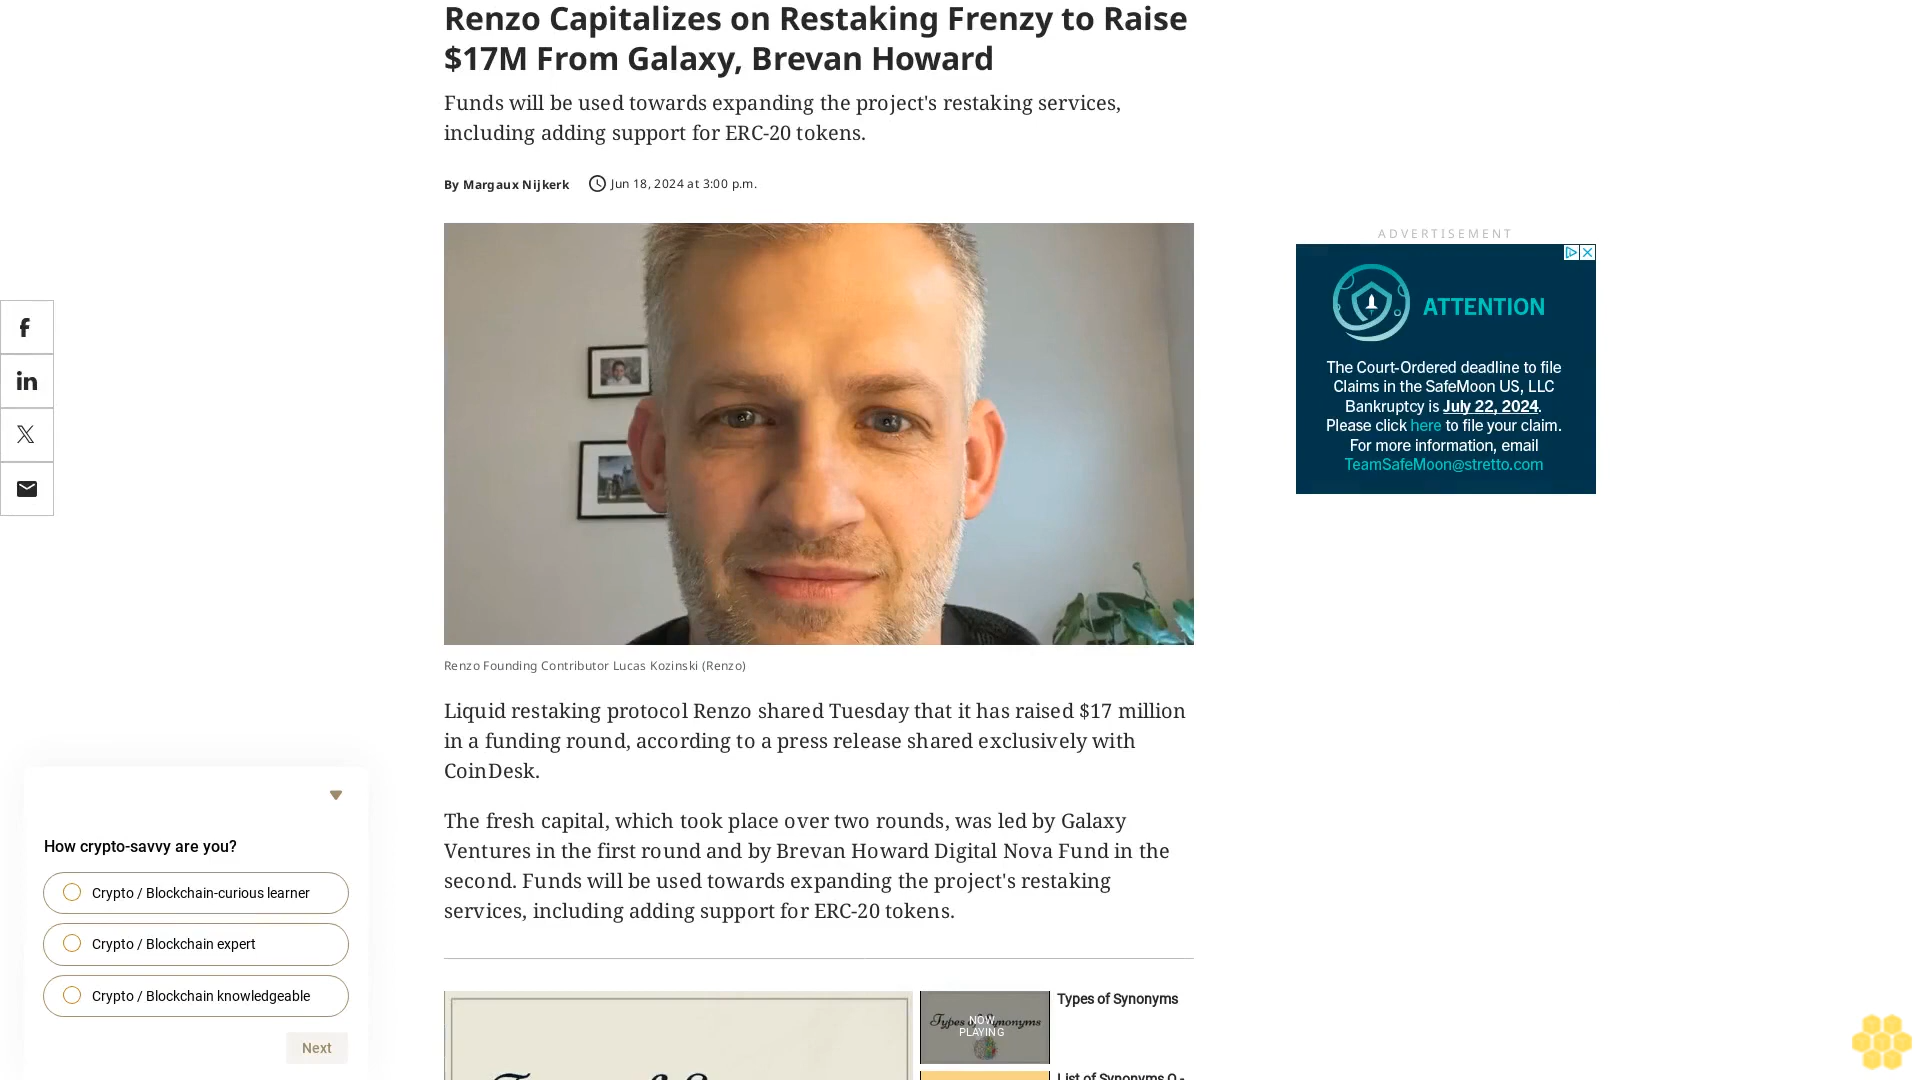 Renzo Capitalizes on Restaking Frenzy to Raise
$17M From Galaxy, Brevan Howard
Funds will be used towards expanding the project's restaking services,
including adding support for ERC-20 tokens.
By Margaux Nijkerk
Jun 18, 2024 at 3:00 p.m.
ADVERTISEMENT
ATTENTION
The Court-Ordered deadline to file
Claims in the SafeMoon US, LLC
Bankruptcy is July 22, 2024.
Please click here to file your claim.
For more information, email
TeamSafeMoon@stretto.com
Renzo Founding Contributor Lucas Kozinski (Renzo)
Liquid restaking protocol Renzo shared Tuesday that it has raised $17 million
in a funding round, according to a press release shared exclusively with
CoinDesk.
The fresh capital, which took place over two rounds, was led by Galaxy
Ventures in the first round and by Brevan Howard Digital Nova Fund in the
second. Funds will be used towards expanding the project's restaking
services, including adding support for ERC-20 tokens.
How crypto-savvy are you?
Crypto / Blockchain-curious learner
Crypto / Blockchain expert
Crypto / Blockchain knowledgeable
Next
Types of Synonyms
NOW
PLAYING
Types of Synonyms
List of Synonyms O -